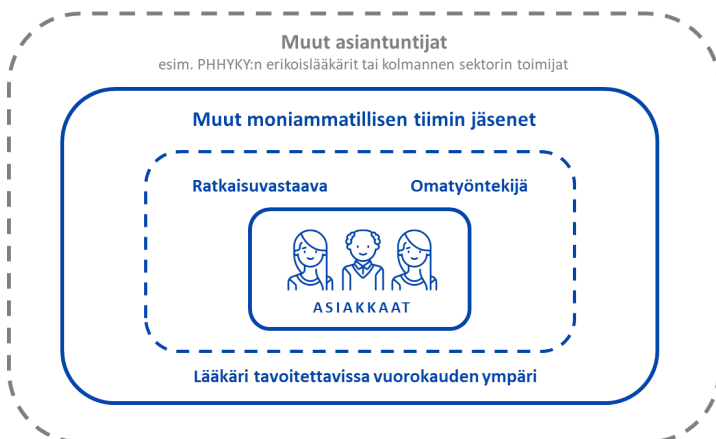 Muut asiantuntijat
esim. PHHYKY:n erikoislääkärit tai kolmannen sektorin toimijat
Muut moniammatillisen tiimin jäsenet
Ratkaisuvastaava
Omatyöntekijä
ASIAKKAAT
Lääkäri tavoitettavissa vuorokauden ympäri